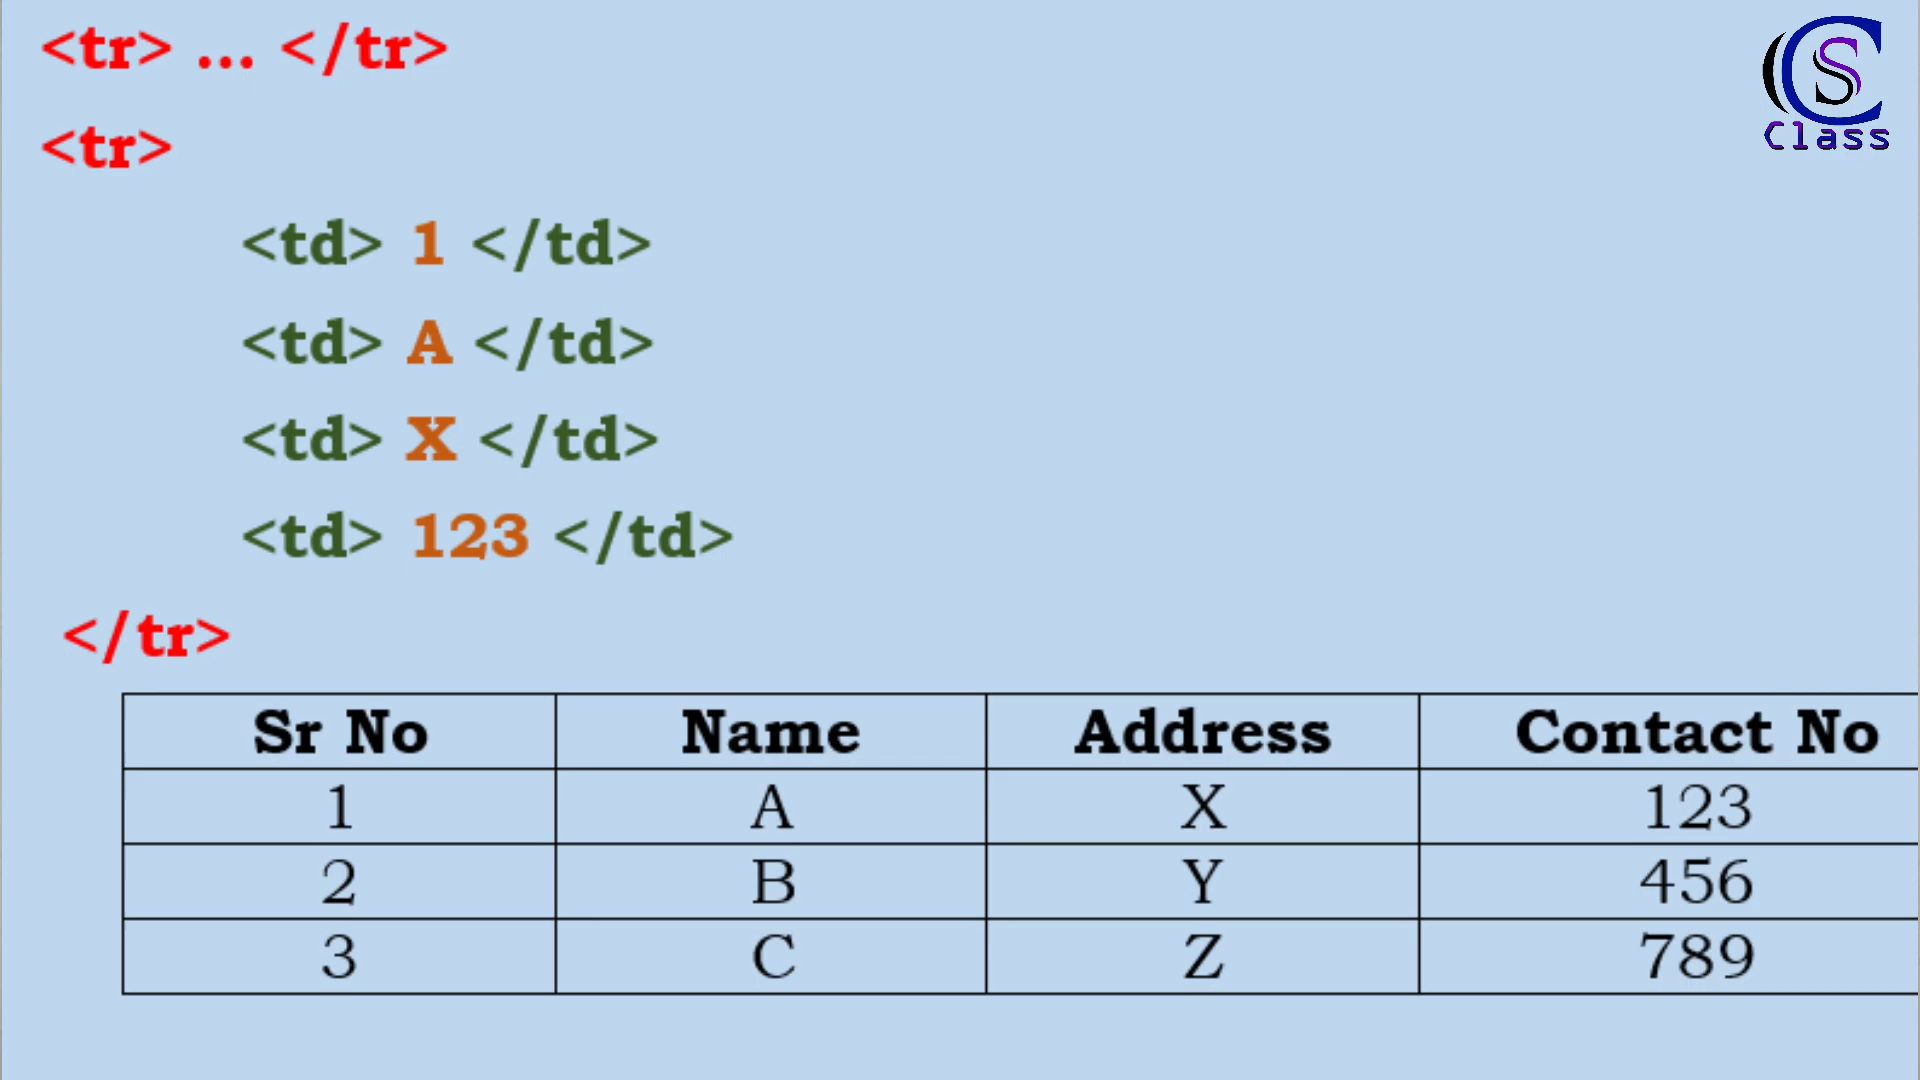 <tr> ... </tr>
<tr>
<td> 1 </td>
<td> A </td>
<td> X </td>
<td> 123 </td>
</tr>
Sr No Name Address Contact No
1 A X 123
2 B Y 456
3 C Z 789
CS
Class